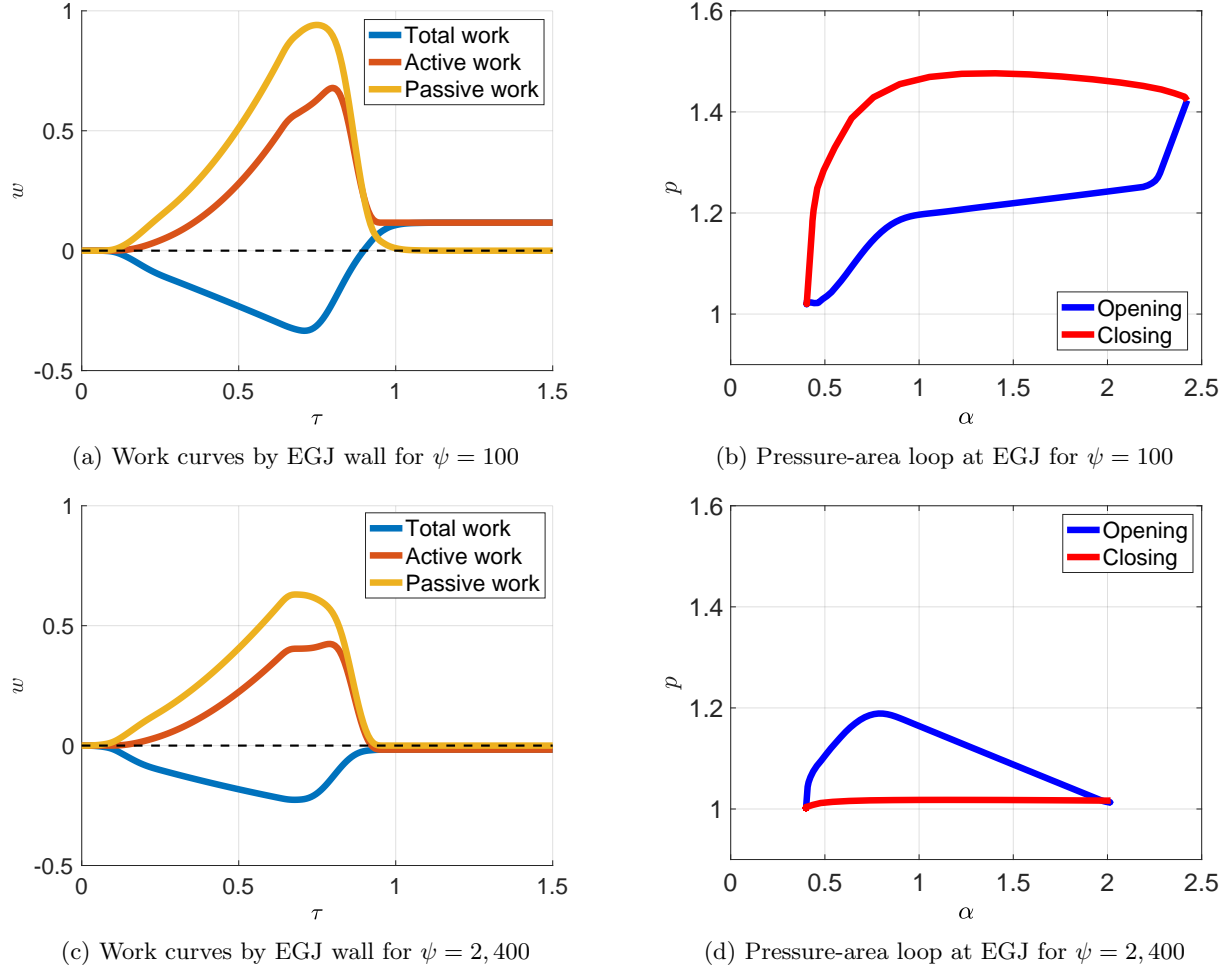 1
0.5
0
-0.5
w
0
0.5
1
1.5
τ
Total work
Active work
Passive work
(a) Work curves by EGJ wall for ψ = 100
1.6
1.4
1.2
1
p
0
0.5
1
1.5
2
2.5
α
Opening
Closing
(b) Pressure-area loop at EGJ for ψ = 100
1
0.5
0
-0.5
w
0
0.5
1
1.5
τ
Total work
Active work
Passive work
(c) Work curves by EGJ wall for ψ = 2, 400
1.6
1.4
1.2
1
p
0
0.5
1
1.5
2
2.5
α
Opening
Closing
(d) Pressure-area loop at EGJ for ψ = 2, 400